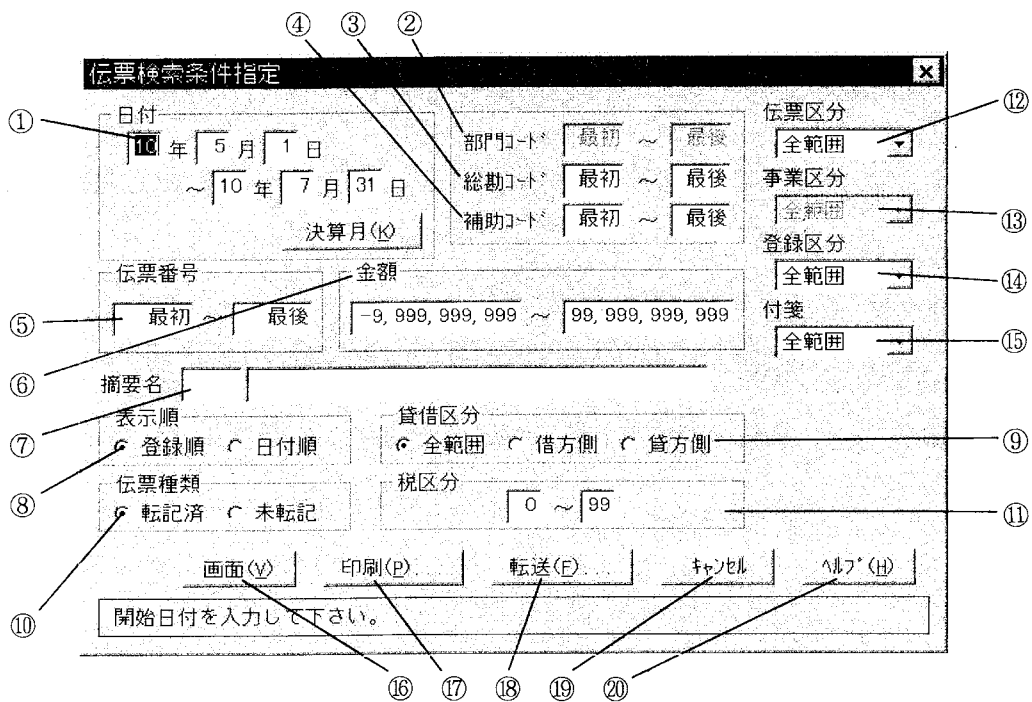 ④ ③ ②
伝票検索条件指定
① 日付
10 年 5 月 1 日
～ 10 年 7 月 31 日
決算月(K)
部門ｺｰﾄﾞ 最初 ～ 最後
総勘ｺｰﾄﾞ 最初 ～ 最後
補助ｺｰﾄﾞ 最初 ～ 最後
伝票区分 ⑫
全範囲
事業区分
全範囲 ⑬
登録区分
全範囲 ⑭
付箋
全範囲 ⑮
伝票番号
⑤ 最初 ～ 最後
金額
-9,999,999,999 ～ 99,999,999,999
⑥
摘要名
⑦ 表示順
登録順 日付順
⑧
貸借区分
全範囲 借方側 貸方側 ⑨
伝票種類
転記済 未転記
⑩
税区分
0 ～ 99 ⑪
画面(V) 印刷(P)... 転送(F)... ｷｬﾝｾﾙ ﾍﾙﾌﾟ(H)
開始日付を入力して下さい。
⑯ ⑰ ⑱ ⑲ ⑳